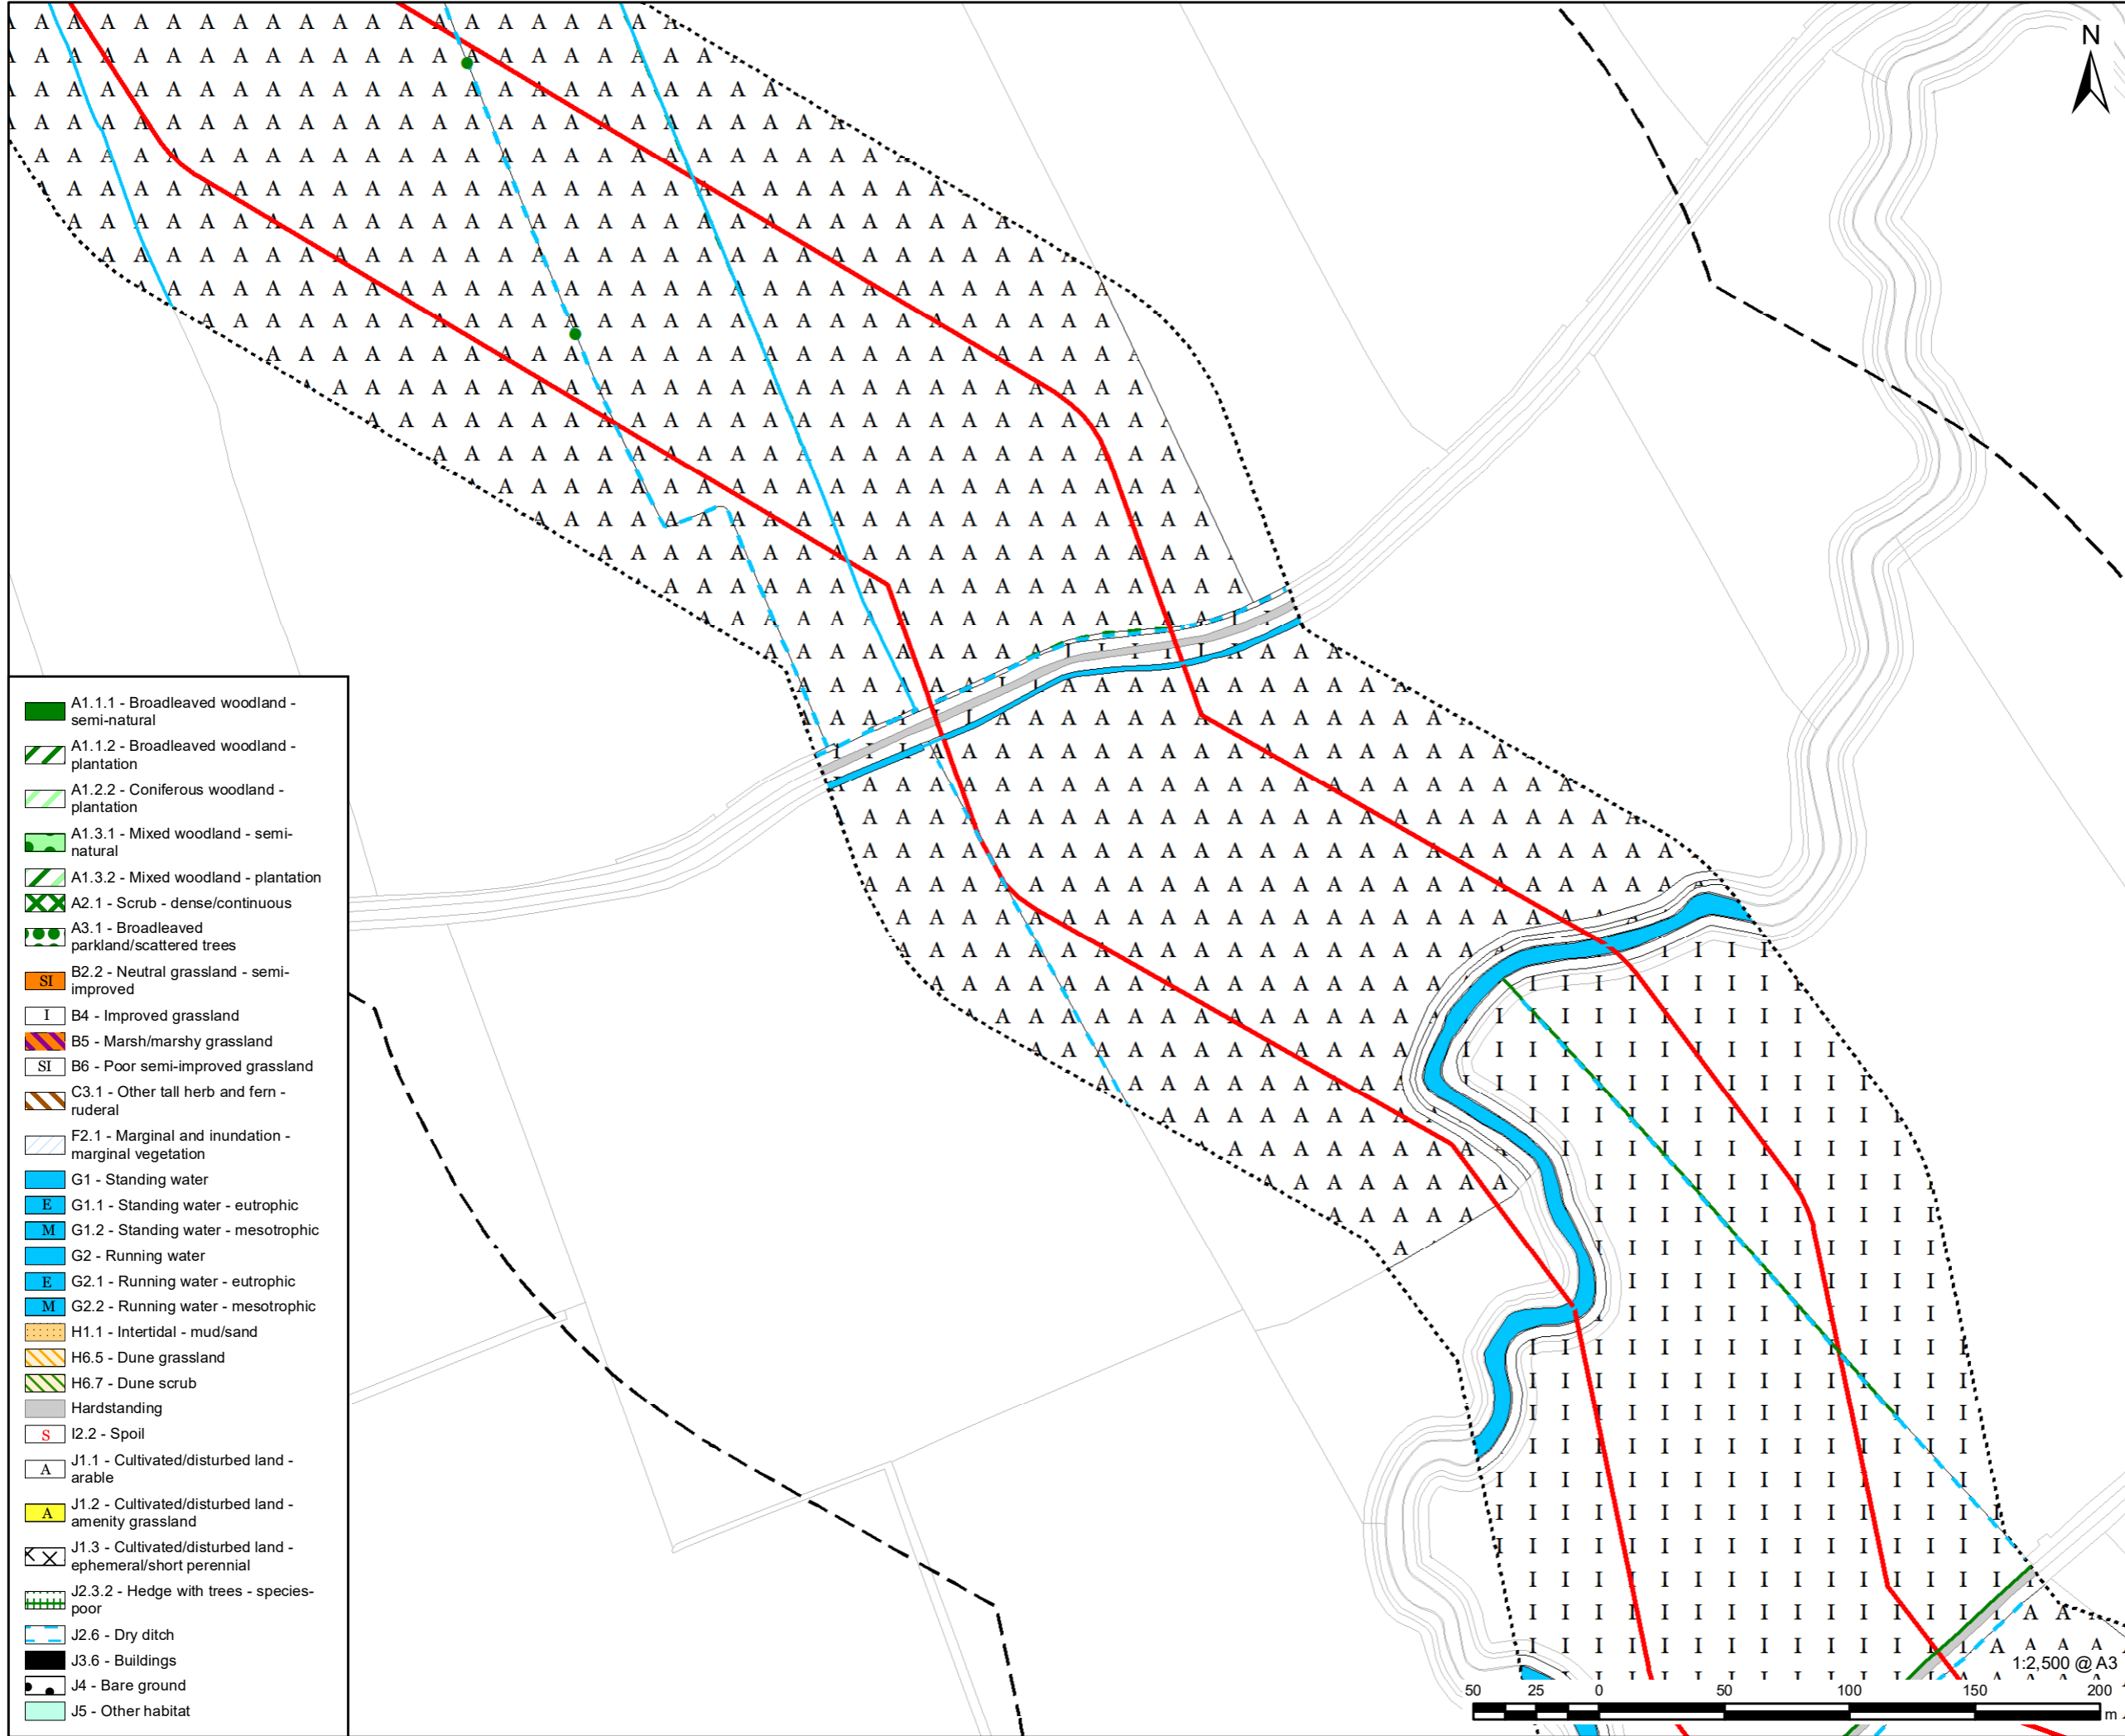 N
A1.1.1 - Broadleaved woodland -
semi-natural
A1.1.2 - Broadleaved woodland -
plantation
A1.2.2 - Coniferous woodland -
plantation
A1.3.1 - Mixed woodland - semi-
natural
A1.3.2 - Mixed woodland - plantation
A2.1 - Scrub - dense/continuous
A3.1 - Broadleaved
parkland/scattered trees
SI B2.2 - Neutral grassland - semi-
improved
I B4 - Improved grassland
B5 - Marsh/marshy grassland
SI B6 - Poor semi-improved grassland
C3.1 - Other tall herb and fern -
ruderal
F2.1 - Marginal and inundation -
marginal vegetation
G1 - Standing water
E G1.1 - Standing water - eutrophic
M G1.2 - Standing water - mesotrophic
G2 - Running water
E G2.1 - Running water - eutrophic
M G2.2 - Running water - mesotrophic
H1.1 - Intertidal - mud/sand
H6.5 - Dune grassland
H6.7 - Dune scrub
Hardstanding
S I2.2 - Spoil
J1.1 - Cultivated/disturbed land -
A arable
J1.2 - Cultivated/disturbed land -
A amenity grassland
J1.3 - Cultivated/disturbed land -
ephemeral/short perennial
J2.3.2 - Hedge with trees - species-
poor
J2.6 - Dry ditch
J3.6 - Buildings
J4 - Bare ground
J5 - Other habitat
1:2,500 @ A3
50 25 0 50 100 150 200
m